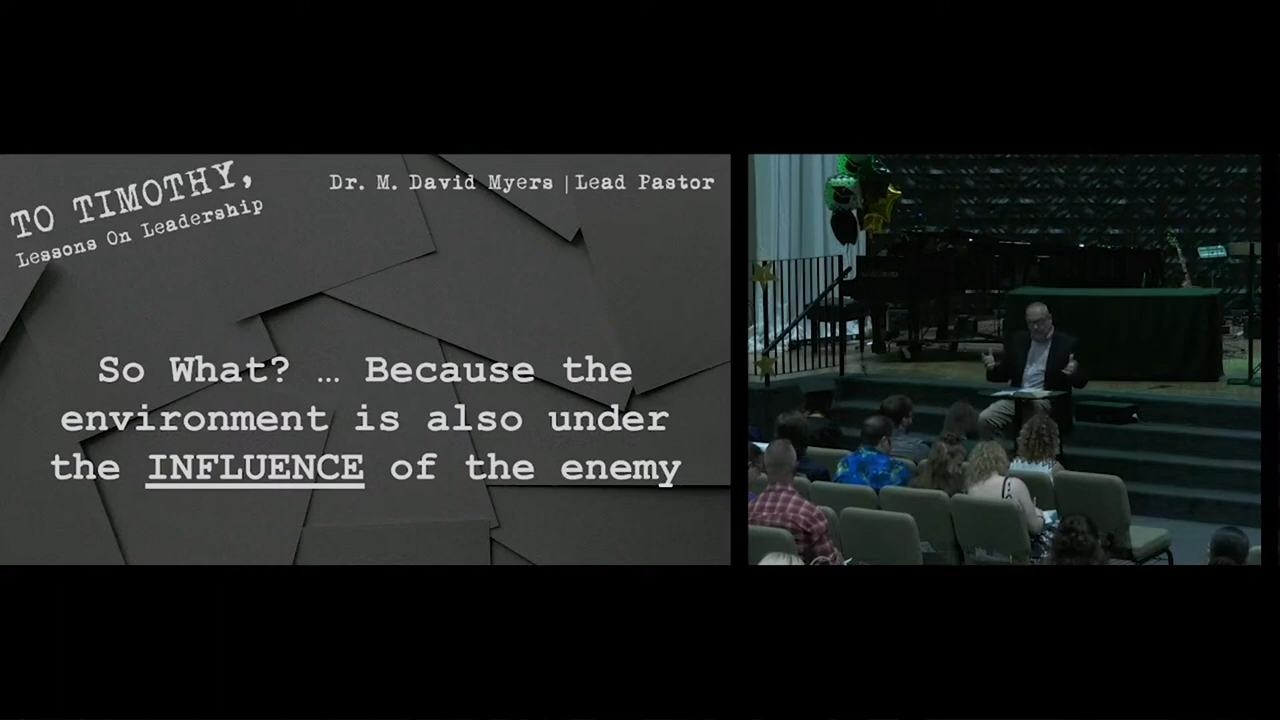 TO TIMOTHY,
Lessons On Leadership
Dr. M. David Myers |Lead Pastor
So What? … Because the
environment is also under
the INFLUENCE of the enemy